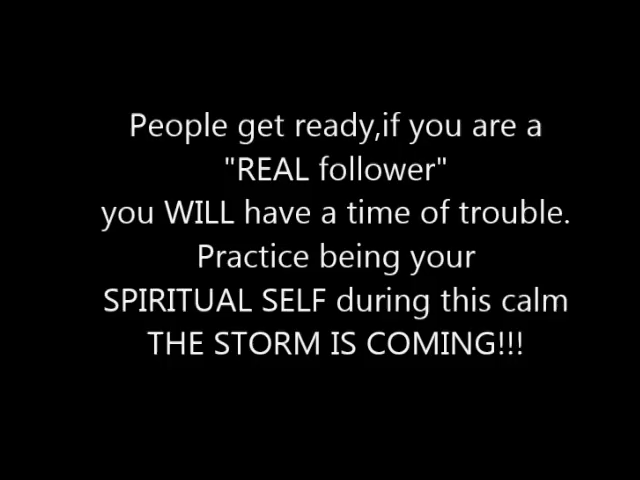 People get ready,if you are a
"REAL follower"
you WILL have a time of trouble.
Practice being your
SPIRITUAL SELF during this calm
THE STORM IS COMING!!!